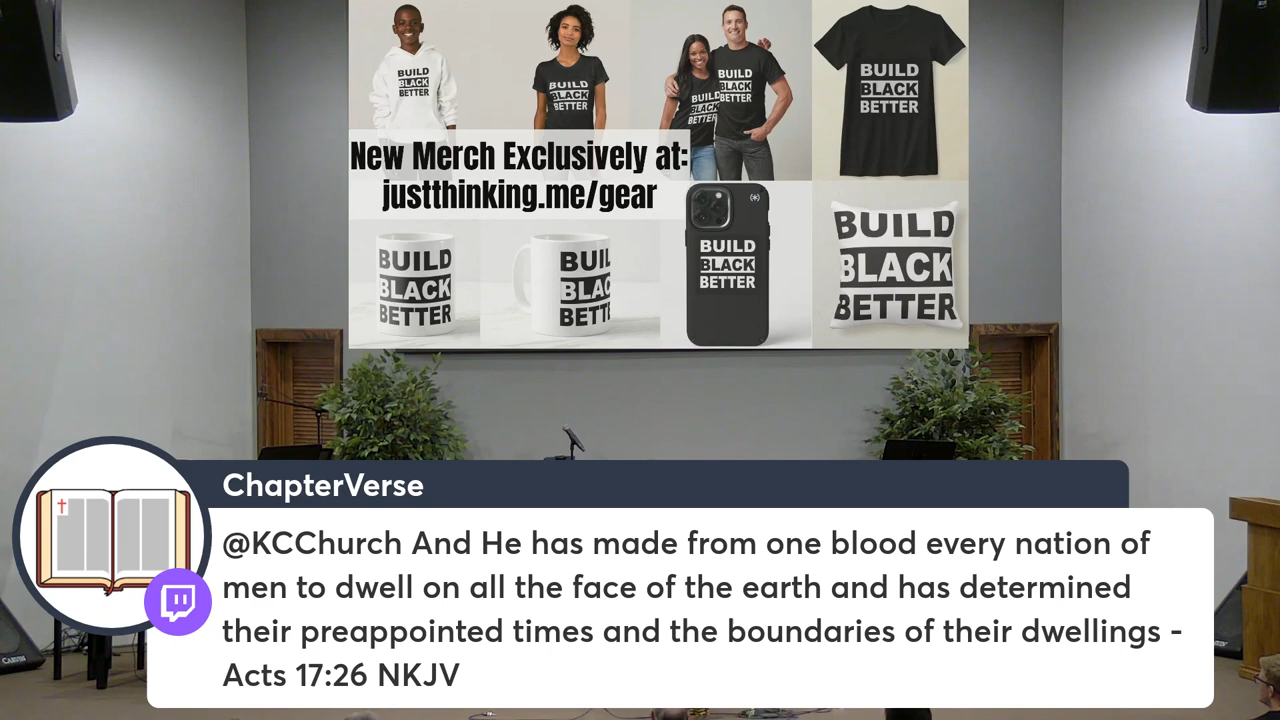 BUILD
BLACK
BETTER
BUILD
BLACK
BETTER
BUILD
BLACK
BETTER
BUILD
BLACK
BETTER
BUILD
BLACK
BETTER
New Merch Exclusively at:
justthinking.me/gear
BUILD
BLACK
BETTER
BUIL
BLAC
BETTE
BUILD
BLACK
BETTER
BUILD
BLACK
BETTER
CARVIN
ChapterVerse
@KCChurch And He has made from one blood every nation of
men to dwell on all the face of the earth and has determined
their preappointed times and the boundaries of their dwellings -
Acts 17:26 NKJV